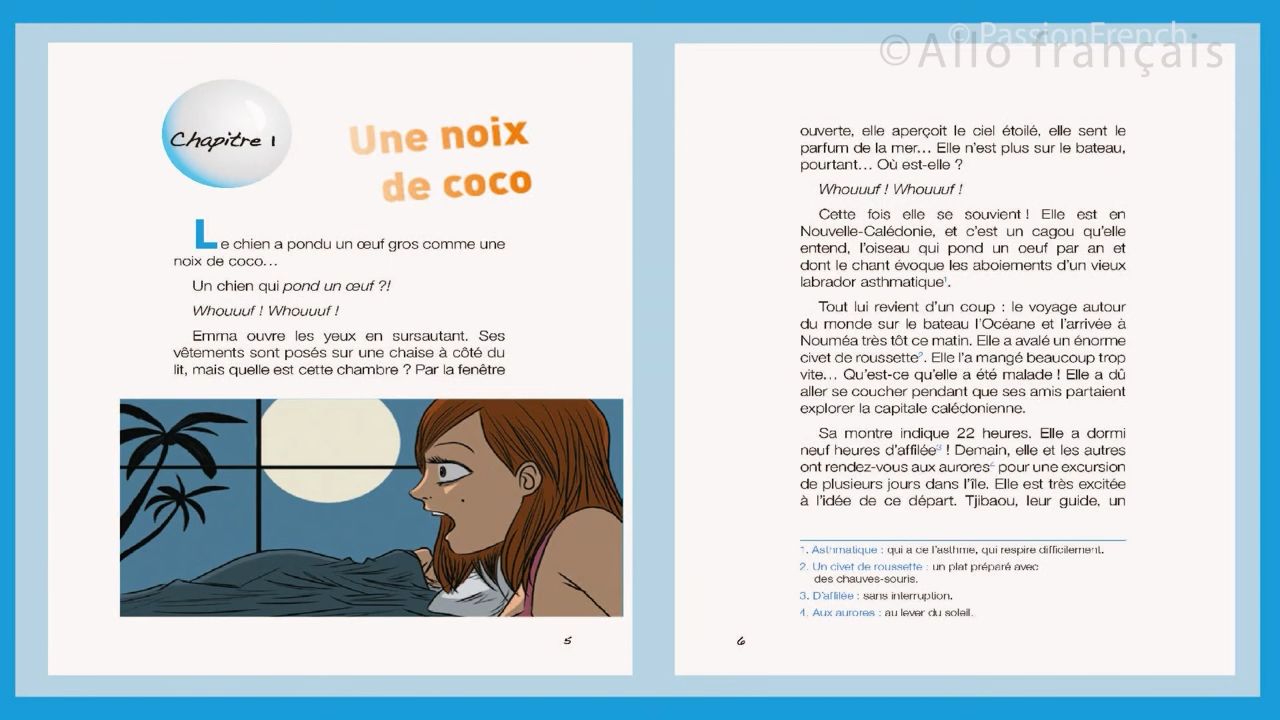 © PassionFrench
©Allo français
Chapitre 1
Une noix
de coco
Le chien a pondu un œuf gros comme une
noix de coco…
Un chien qui pond un œuf ?!
Whouuuf ! Whouuuf !
Emma ouvre les yeux en sursautant. Ses
vêtements sont posés sur une chaise à côté du
lit, mais quelle est cette chambre ? Par la fenêtre
5
ouverte, elle aperçoit le ciel étoilé, elle sent le
parfum de la mer… Elle n’est plus sur le bateau,
pourtant… Où est-elle ?
Whouuuf ! Whouuuf !
Cette fois elle se souvient ! Elle est en
Nouvelle-Calédonie, et c’est un cagou qu’elle
entend, l’oiseau qui pond un oeuf par an et
dont le chant évoque les aboiements d’un vieux
labrador asthmatique1.
Tout lui revient d’un coup : le voyage autour
du monde sur le bateau l’Océane et l’arrivée à
Nouméa très tôt ce matin. Elle a avalé un énorme
civet de roussette2. Elle l’a mangé beaucoup trop
vite… Qu’est-ce qu’elle a été malade ! Elle a dû
aller se coucher pendant que ses amis partaient
explorer la capitale calédonienne.
Sa montre indique 22 heures. Elle a dormi
neuf heures d’affilée3 ! Demain, elle et les autres
ont rendez-vous aux aurores4 pour une excursion
de plusieurs jours dans l’île. Elle est très excitée
à l’idée de ce départ. Tjibaou, leur guide, un
1. Asthmatique : qui a de l’asthme, qui respire difficilement.
2. Un civet de roussette : un plat préparé avec
des chauves-souris.
3. D’affilée : sans interruption.
4. Aux aurores : au lever du soleil.
6